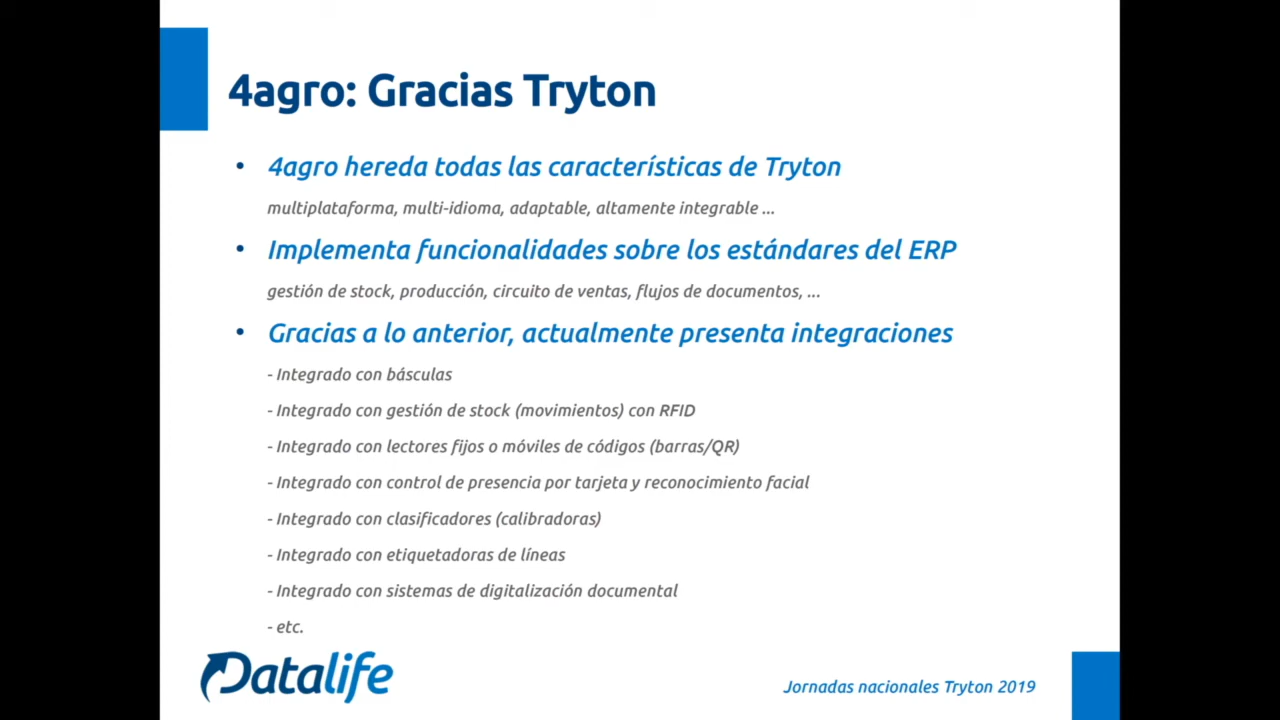 4agro: Gracias Tryton
• 4agro hereda todas las características de Tryton
multiplataforma, multi-idioma, adaptable, altamente integrable ...
• Implementa funcionalidades sobre los estándares del ERP
gestión de stock, producción, circuito de ventas, flujos de documentos, ...
• Gracias a lo anterior, actualmente presenta integraciones
- Integrado con básculas
- Integrado con gestión de stock (movimientos) con RFID
- Integrado con lectores fijos o móviles de códigos (barras/QR)
- Integrado con control de presencia por tarjeta y reconocimiento facial
- Integrado con clasificadores (calibradoras)
- Integrado con etiquetadoras de líneas
- Integrado con sistemas de digitalización documental
- etc.
Datalife
Jornadas nacionales Tryton 2019